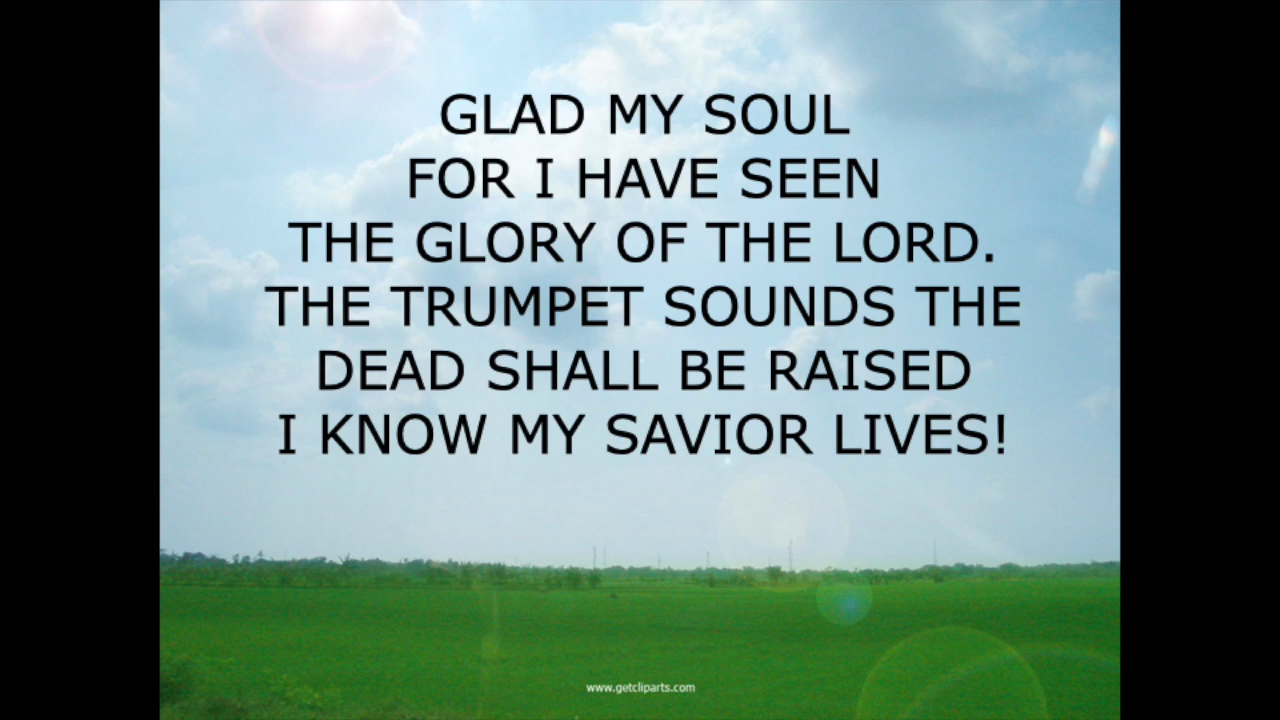 GLAD MY SOUL
FOR I HAVE SEEN
THE GLORY OF THE LORD.
THE TRUMPET SOUNDS THE
DEAD SHALL BE RAISED
I KNOW MY SAVIOR LIVES!
www.getcliparts.com